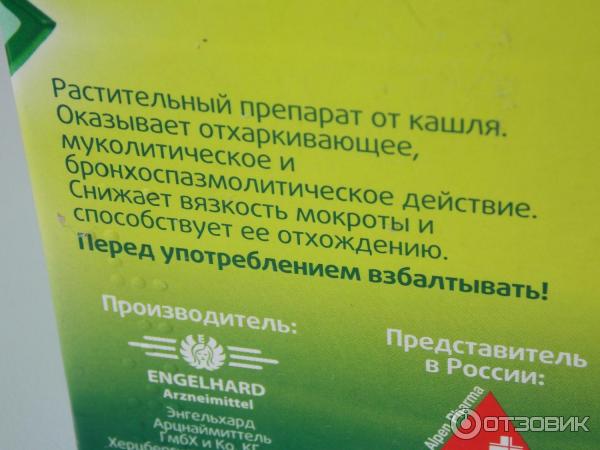 Растительный препарат от кашля.
Оказывает отхаркивающее,
муколитическое и
бронхоспазмолитическое действие.
Снижает вязкость мокроты и
способствует ее отхождению.
Перед употреблением взбалтывать!
Производитель:
E
ENGELHARD
Arzneimittel
Энгельхард
Арцнаймиттель
ГмбХ и Ко. КГ
Представитель
в России:
Alpen Pharma
ОТЗОВИК